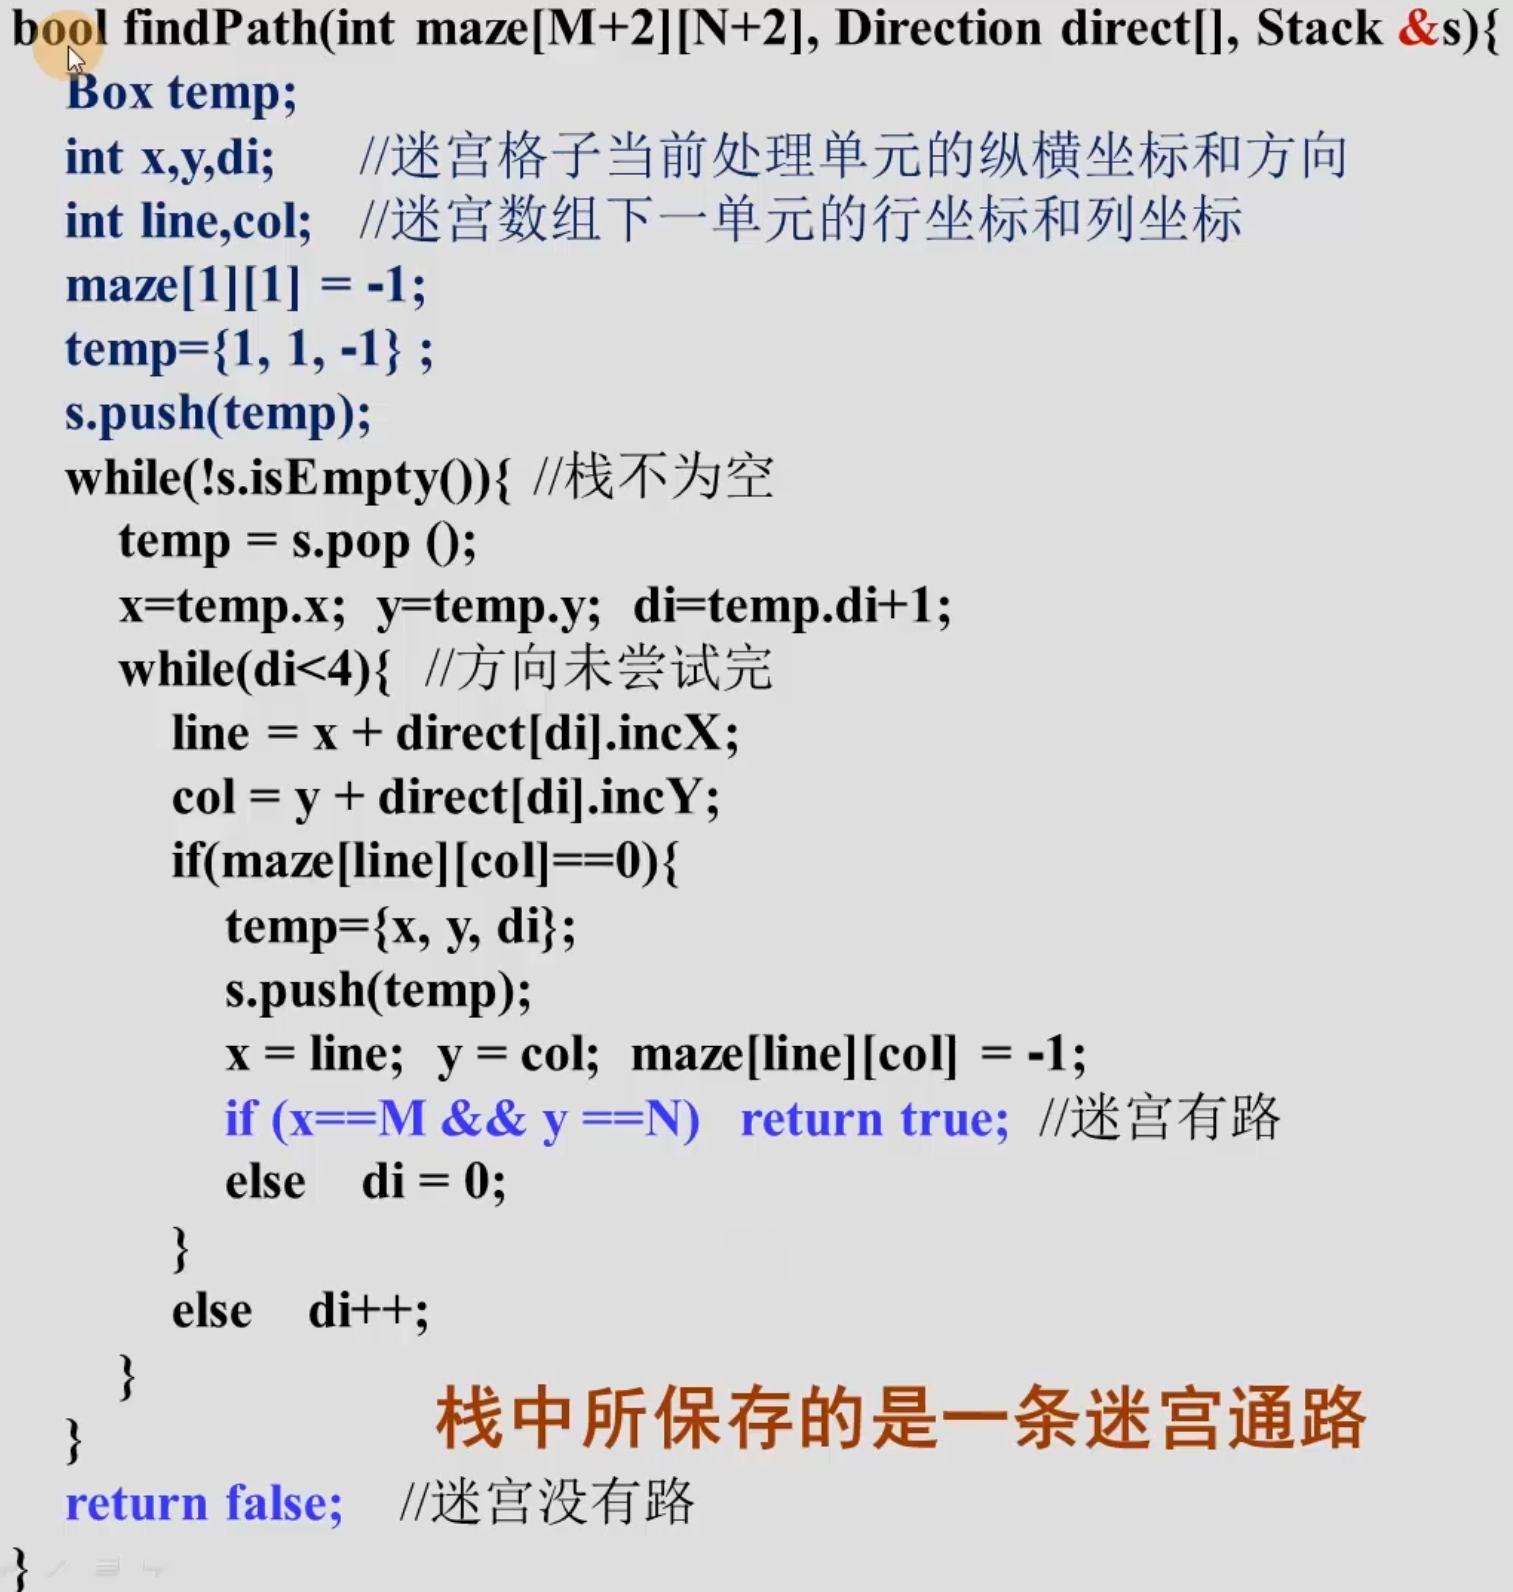 bool findPath(int maze[M+2][N+2], Direction direct[], Stack &s){
Box temp;
int x,y,di; //迷宫格子当前处理单元的纵横坐标和方向
int line,col; //迷宫数组下一单元的行坐标和列坐标
maze[1][1] = -1;
temp={1, 1, -1} ;
s.push(temp);
while(!s.isEmpty()){ //栈不为空
temp = s.pop ();
x=temp.x; y=temp.y; di=temp.di+1;
while(di<4){ //方向未尝试完
line = x + direct[di].incX;
col = y + direct[di].incY;
if(maze[line][col]==0){
temp={x, y, di};
s.push(temp);
x = line; y = col; maze[line][col] = -1;
if (x==M && y ==N) return true; //迷宫有路
else di = 0;
}
else di++;
}
}
栈中所保存的是一条迷宫通路
return false; //迷宫没有路
}